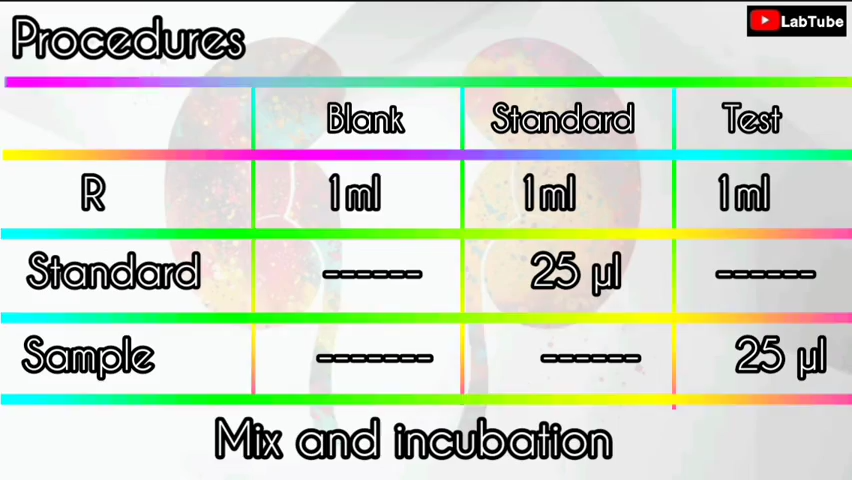 LabTube
Procedures
Blank Standard Test
R 1ml 1ml 1ml
Standard ------ 25 µl ------
Sample ------- ------ 25 µl
Mix and incubation